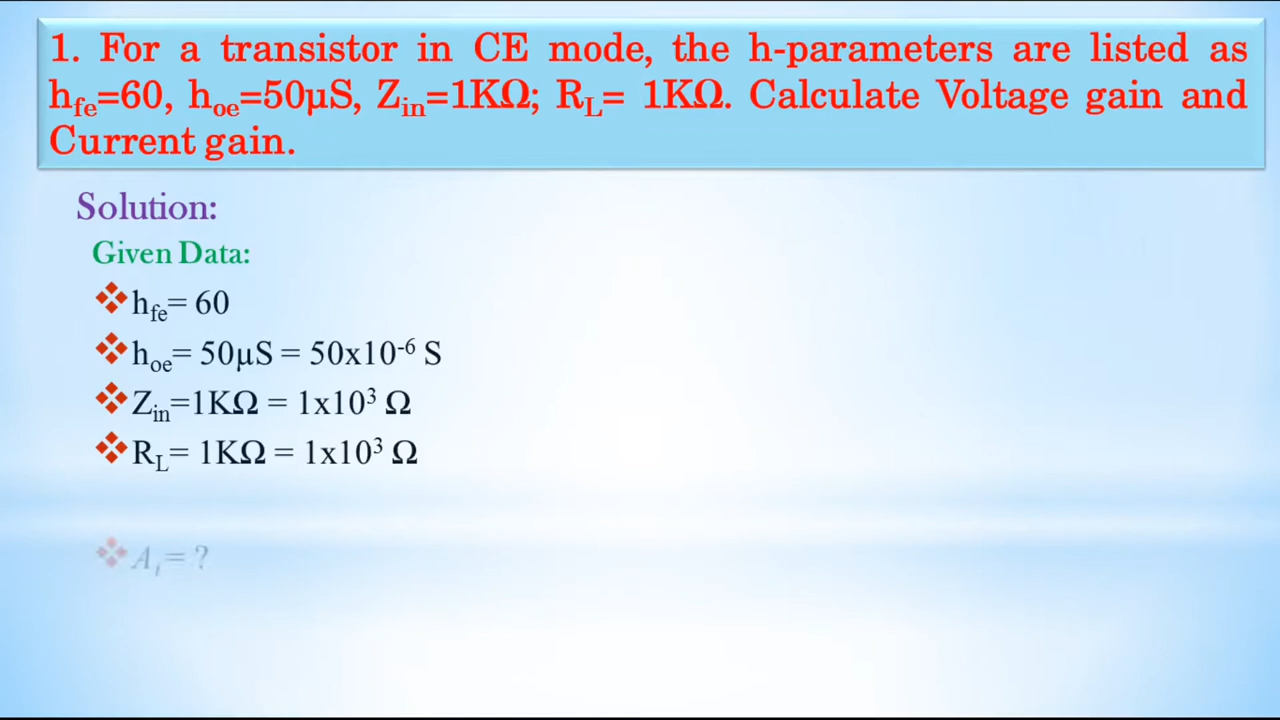 1. For a transistor in CE mode, the h-parameters are listed as
hfe=60, hoe=50µS, Zin=1KΩ; RL= 1KΩ. Calculate Voltage gain and
Current gain.
Solution:
Given Data:
❖hfe= 60
❖hoe= 50µS = 50x10⁻⁶ S
❖Zin=1KΩ = 1x10³ Ω
❖RL= 1KΩ = 1x10³ Ω
❖Ai= ?